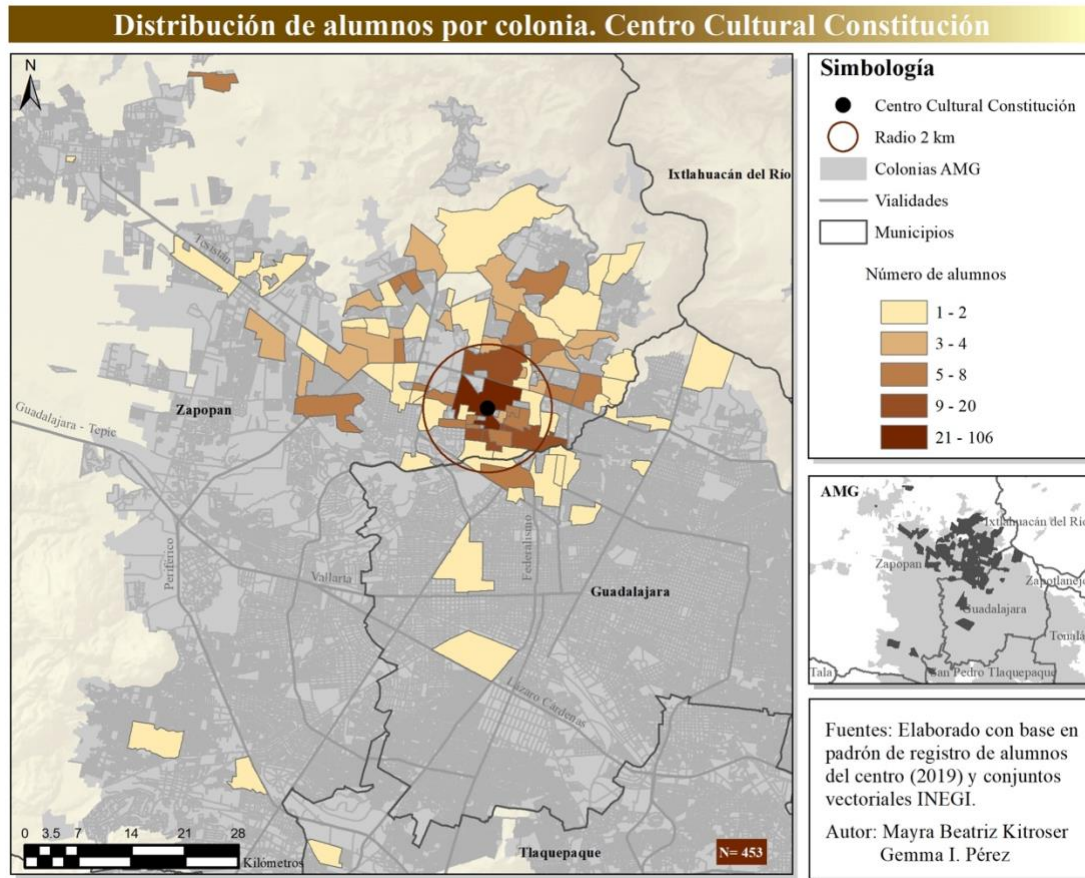 Distribución de alumnos por colonia. Centro Cultural Constitución
N
Ixtlahuacán del Río
Tesistán
Zapopan
Guadalajara - Tepic
Periférico
Vallarta
Federalismo
Guadalajara
Lázaro Cárdenas
Tlaquepaque
0 3.5 7 14 21 28
Kilómetros
N= 453
Simbología
Centro Cultural Constitución
Radio 2 km
Colonias AMG
Vialidades
Municipios
Número de alumnos
1 - 2
3 - 4
5 - 8
9 - 20
21 - 106
AMG
Ixtlahuacán del Río
Zapopan
Zapotlanejo
Guadalajara
Tonalá
Tala
San Pedro Tlaquepaque
Fuentes: Elaborado con base en
padrón de registro de alumnos
del centro (2019) y conjuntos
vectoriales INEGI.
Autor: Mayra Beatriz Kitroser
Gemma I. Pérez